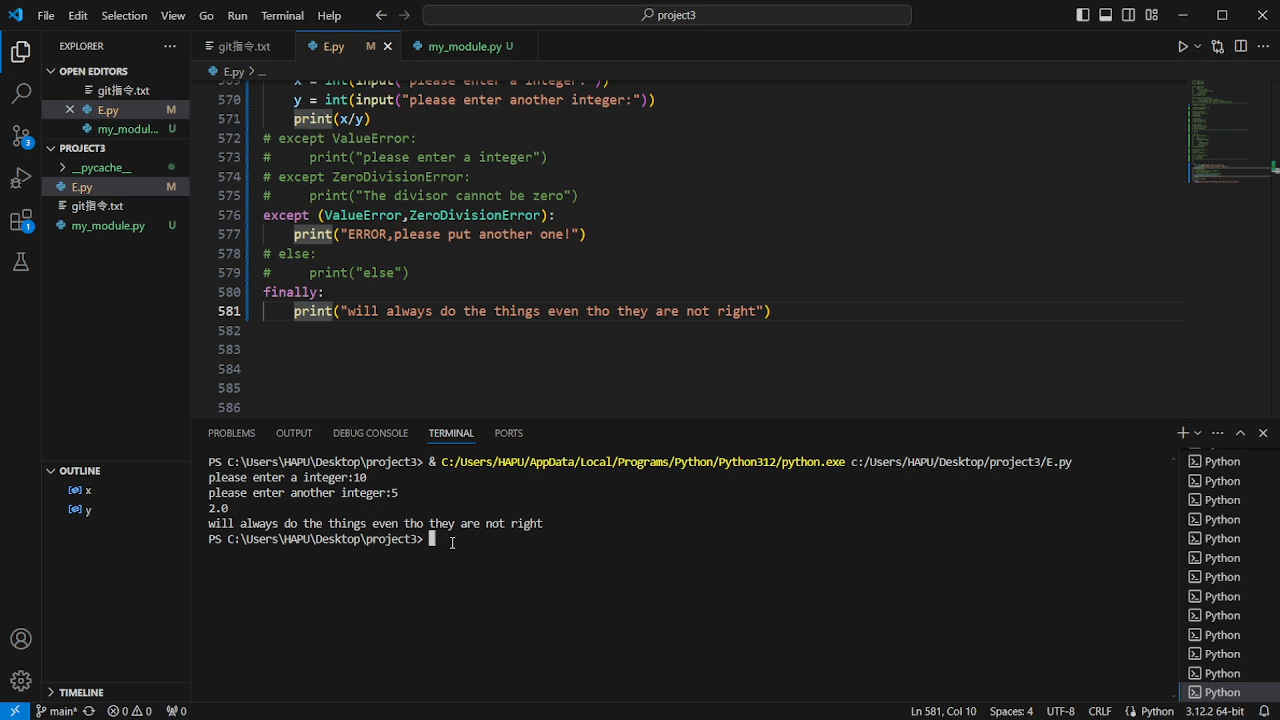 File Edit Selection View Go Run Terminal Help
project3
EXPLORER
OPEN EDITORS
git指令.txt
E.py M
my_modul... U
PROJECT3
__pycache__
E.py M
git指令.txt
my_module.py U
OUTLINE
x
y
TIMELINE
3
1
git指令.txt E.py M my_module.py U
E.py > ...
569 x = int(input("please enter a integer:"))
570 y = int(input("please enter another integer:"))
571 print(x/y)
572 # except ValueError:
573 # print("please enter a integer")
574 # except ZeroDivisionError:
575 # print("The divisor cannot be zero")
576 except (ValueError,ZeroDivisionError):
577 print("ERROR,please put another one!")
578 # else:
579 # print("else")
580 finally:
581 print("will always do the things even tho they are not right")
582
583
584
585
586
PROBLEMS OUTPUT DEBUG CONSOLE TERMINAL PORTS
PS C:\Users\HAPU\Desktop\project3> & C:/Users/HAPU/AppData/Local/Programs/Python/Python312/python.exe c:/Users/HAPU/Desktop/project3/E.py
please enter a integer:10
please enter another integer:5
2.0
will always do the things even tho they are not right
PS C:\Users\HAPU\Desktop\project3>
Python
Python
Python
Python
Python
Python
Python
Python
Python
Python
Python
Python
Python
main* 0 0 0 Ln 581, Col 10 Spaces: 4 UTF-8 CRLF Python 3.12.2 64-bit